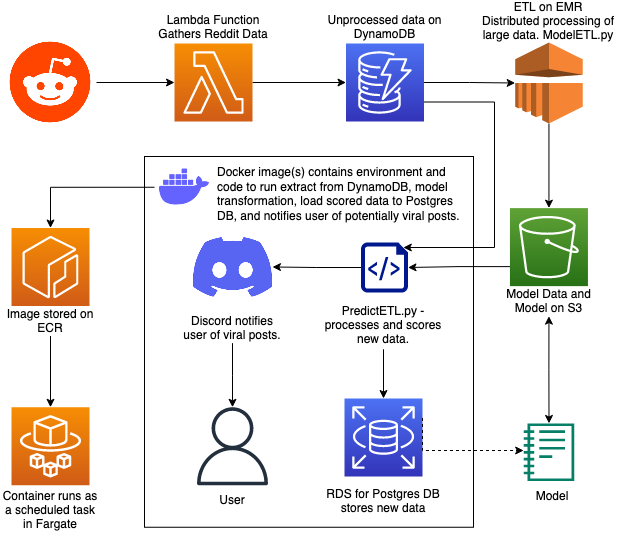 Lambda Function
Gathers Reddit Data
Unprocessed data on
DynamoDB
ETL on EMR
Distributed processing of
large data. ModelETL.py
Docker image(s) contains environment and
code to run extract from DynamoDB, model
transformation, load scored data to Postgres
DB, and notifies user of potentially viral posts.
Image stored on
ECR
Discord notifies
user of viral posts.
</>
PredictETL.py -
processes and scores
new data.
Model Data and
Model on S3
Container runs as
a scheduled task
in Fargate
User
RDS for Postgres DB
stores new data
Model